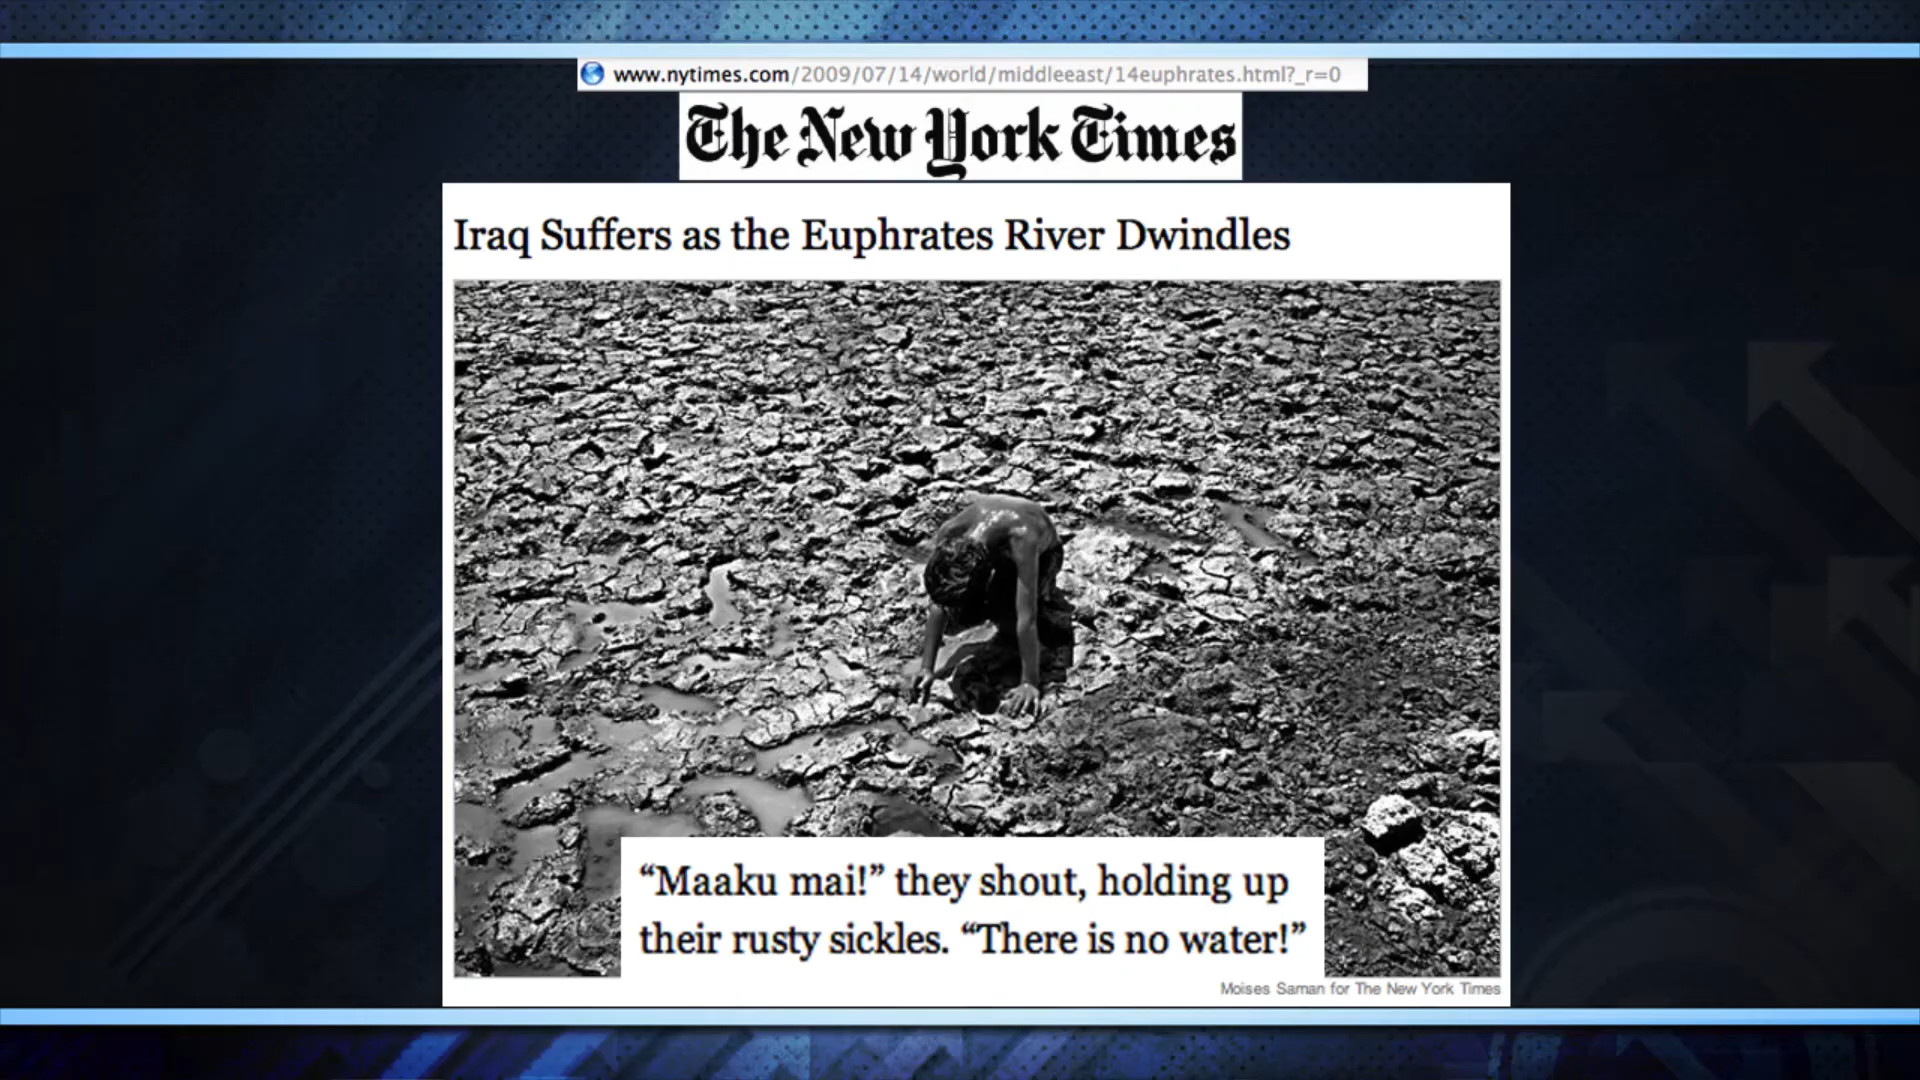 www.nytimes.com/2009/07/14/world/middleeast/14euphrates.html?_r=0
The New York Times
Iraq Suffers as the Euphrates River Dwindles
“Maaku mai!” they shout, holding up
their rusty sickles. “There is no water!”
Moises Saman for The New York Times